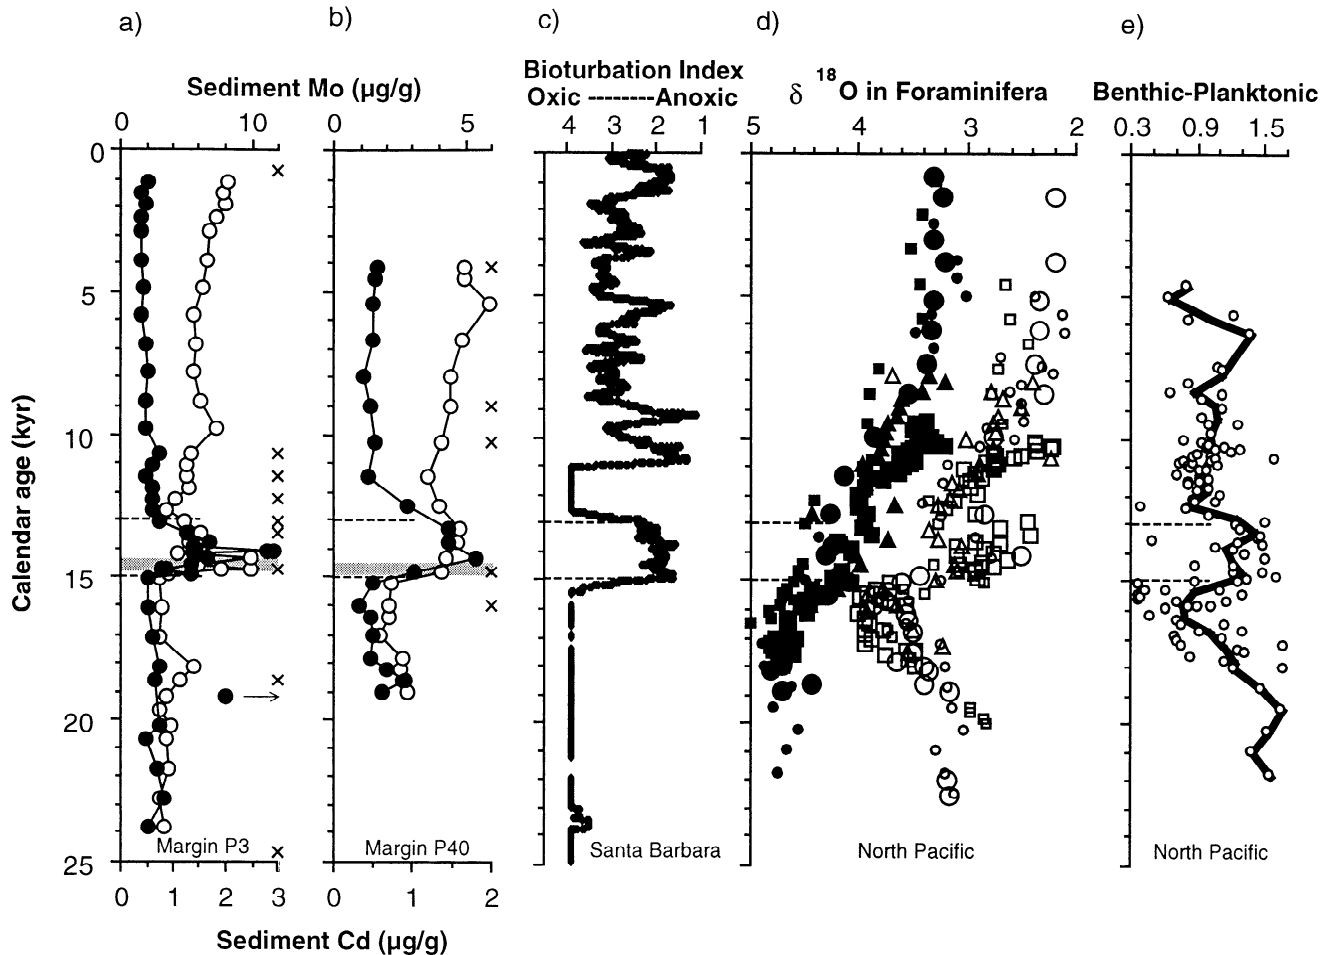 a)
b)
c)
d)
e)
Sediment Mo (µg/g)
Bioturbation Index
Oxic -------Anoxic
δ 18O in Foraminifera
Benthic-Planktonic
0 10
0 5
4 3 2 1
5 4 3 2
0.3 0.9 1.5
Calendar age (kyr)
0
5
10
15
20
25
Margin P3
Margin P40
Santa Barbara
North Pacific
North Pacific
0 1 2 3
0 1 2
Sediment Cd (µg/g)